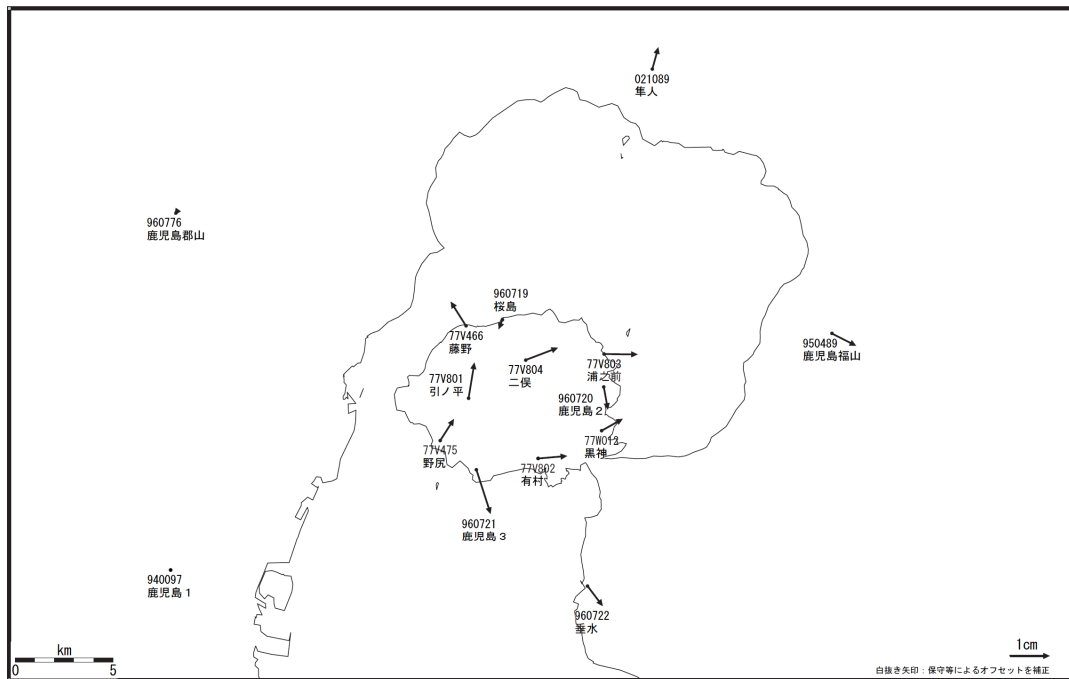 021089
隼人
960776
鹿児島郡山
960719
桜島
77V466
藤野
77V804
二俣
77V803
浦之前
950489
鹿児島福山
77V801
引ノ平
960720
鹿児島2
77W012
黒神
77V475
野尻
77V802
有村
960721
鹿児島3
940097
鹿児島1
960722
垂水
km
0 5
1cm
白抜き矢印：保守等によるオフセットを補正